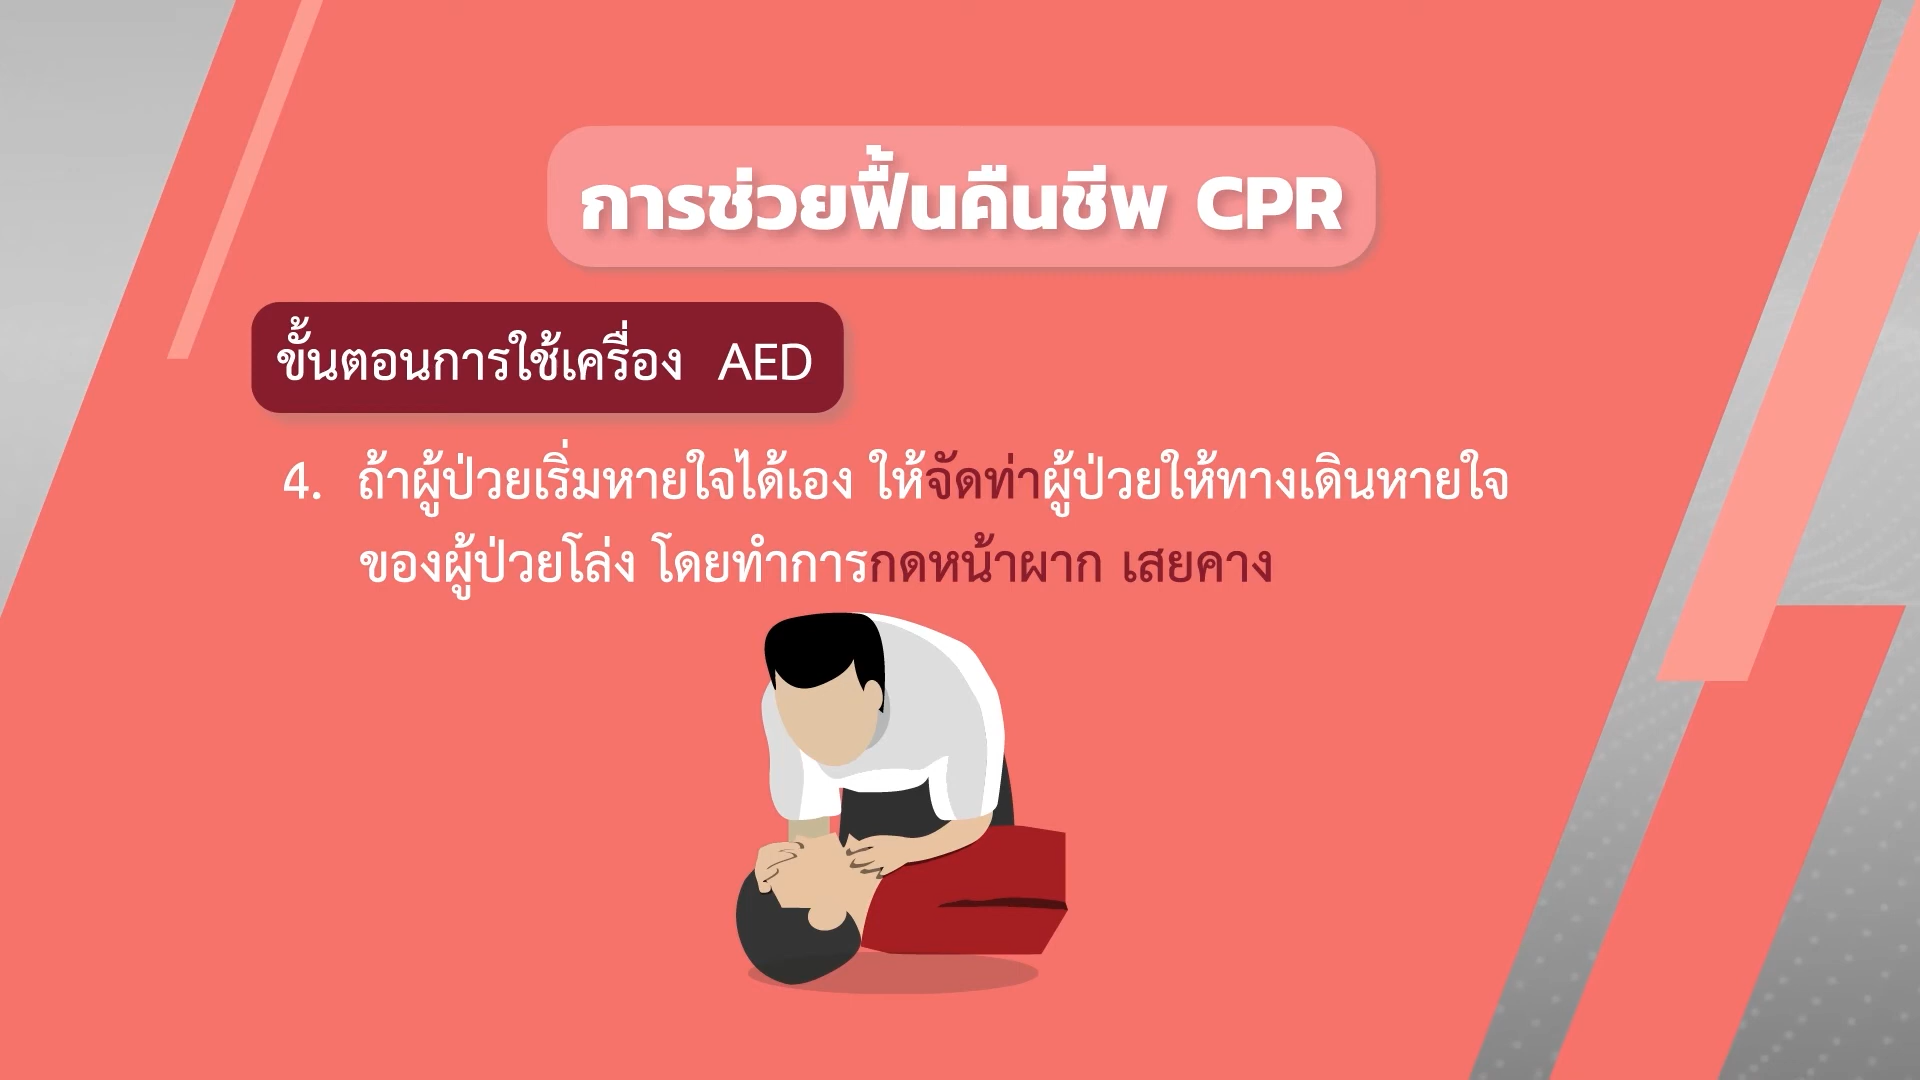 การช่วยฟื้นคืนชีพ CPR
ขั้นตอนการใช้เครื่อง AED
4. ถ้าผู้ป่วยเริ่มหายใจได้เอง ให้จัดท่าผู้ป่วยให้ทางเดินหายใจ
ของผู้ป่วยโล่ง โดยทำการกดหน้าผาก เสยคาง